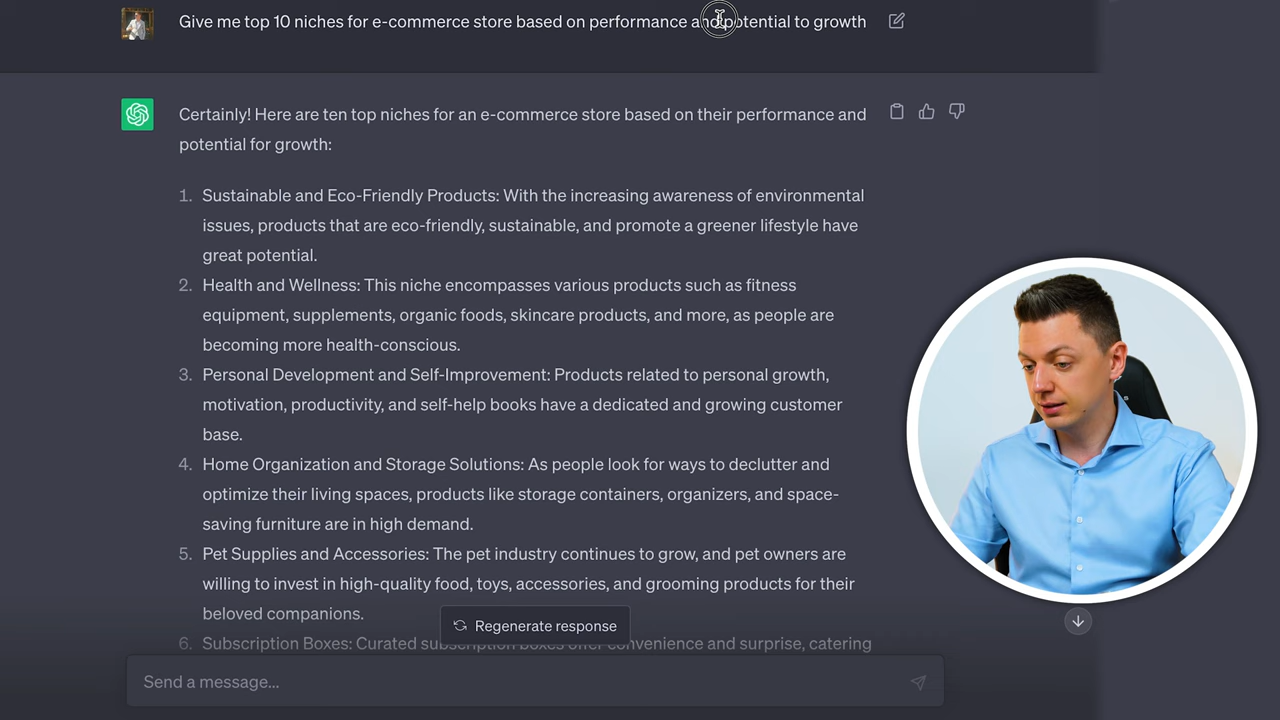 Give me top 10 niches for e-commerce store based on performance and potential to growth
Certainly! Here are ten top niches for an e-commerce store based on their performance and
potential for growth:
1. Sustainable and Eco-Friendly Products: With the increasing awareness of environmental
issues, products that are eco-friendly, sustainable, and promote a greener lifestyle have
great potential.
2. Health and Wellness: This niche encompasses various products such as fitness
equipment, supplements, organic foods, skincare products, and more, as people are
becoming more health-conscious.
3. Personal Development and Self-Improvement: Products related to personal growth,
motivation, productivity, and self-help books have a dedicated and growing customer
base.
4. Home Organization and Storage Solutions: As people look for ways to declutter and
optimize their living spaces, products like storage containers, organizers, and space-
saving furniture are in high demand.
5. Pet Supplies and Accessories: The pet industry continues to grow, and pet owners are
willing to invest in high-quality food, toys, accessories, and grooming products for their
beloved companions.
Regenerate response
6. Subscription Boxes: Curated subscription boxes offer convenience and surprise, catering
Send a message...